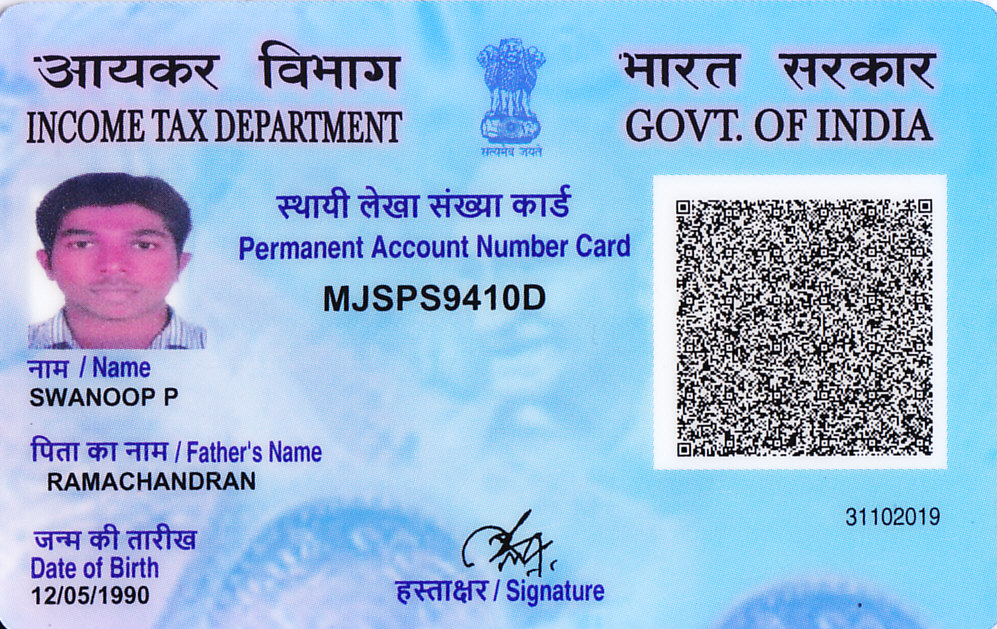 आयकर विभाग
INCOME TAX DEPARTMENT
सत्यमेव जयते
भारत सरकार
GOVT. OF INDIA
स्थायी लेखा संख्या कार्ड
Permanent Account Number Card
MJSPS9410D
नाम / Name
SWANOOP P
पिता का नाम / Father's Name
RAMACHANDRAN
जन्म की तारीख
Date of Birth
12/05/1990
हस्ताक्षर / Signature
31102019